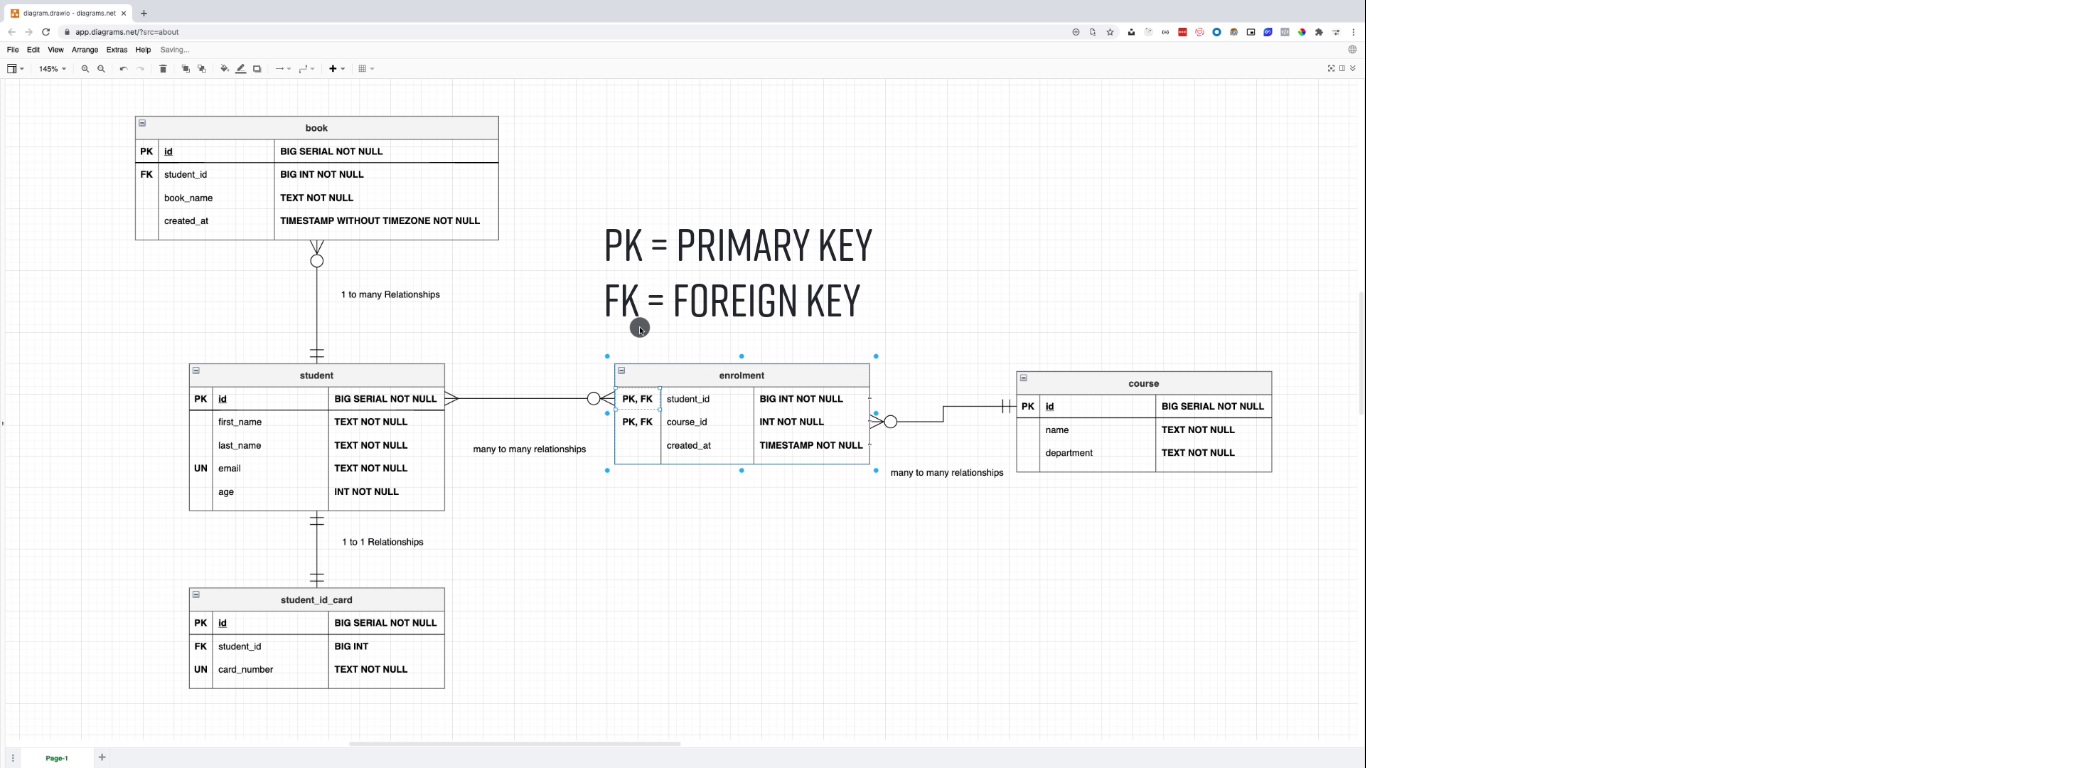 diagram.drawio - diagrams.net
app.diagrams.net/?src=about
File Edit View Arrange Extras Help Saving...
145%
book
PK id BIG SERIAL NOT NULL
FK student_id BIG INT NOT NULL
book_name TEXT NOT NULL
created_at TIMESTAMP WITHOUT TIMEZONE NOT NULL
PK = PRIMARY KEY
FK = FOREIGN KEY
1 to many Relationships
student
PK id BIG SERIAL NOT NULL
first_name TEXT NOT NULL
last_name TEXT NOT NULL
UN email TEXT NOT NULL
age INT NOT NULL
many to many relationships
enrolment
PK, FK student_id BIG INT NOT NULL
PK, FK course_id INT NOT NULL
created_at TIMESTAMP NOT NULL
many to many relationships
course
PK id BIG SERIAL NOT NULL
name TEXT NOT NULL
department TEXT NOT NULL
1 to 1 Relationships
student_id_card
PK id BIG SERIAL NOT NULL
FK student_id BIG INT
UN card_number TEXT NOT NULL
Page-1